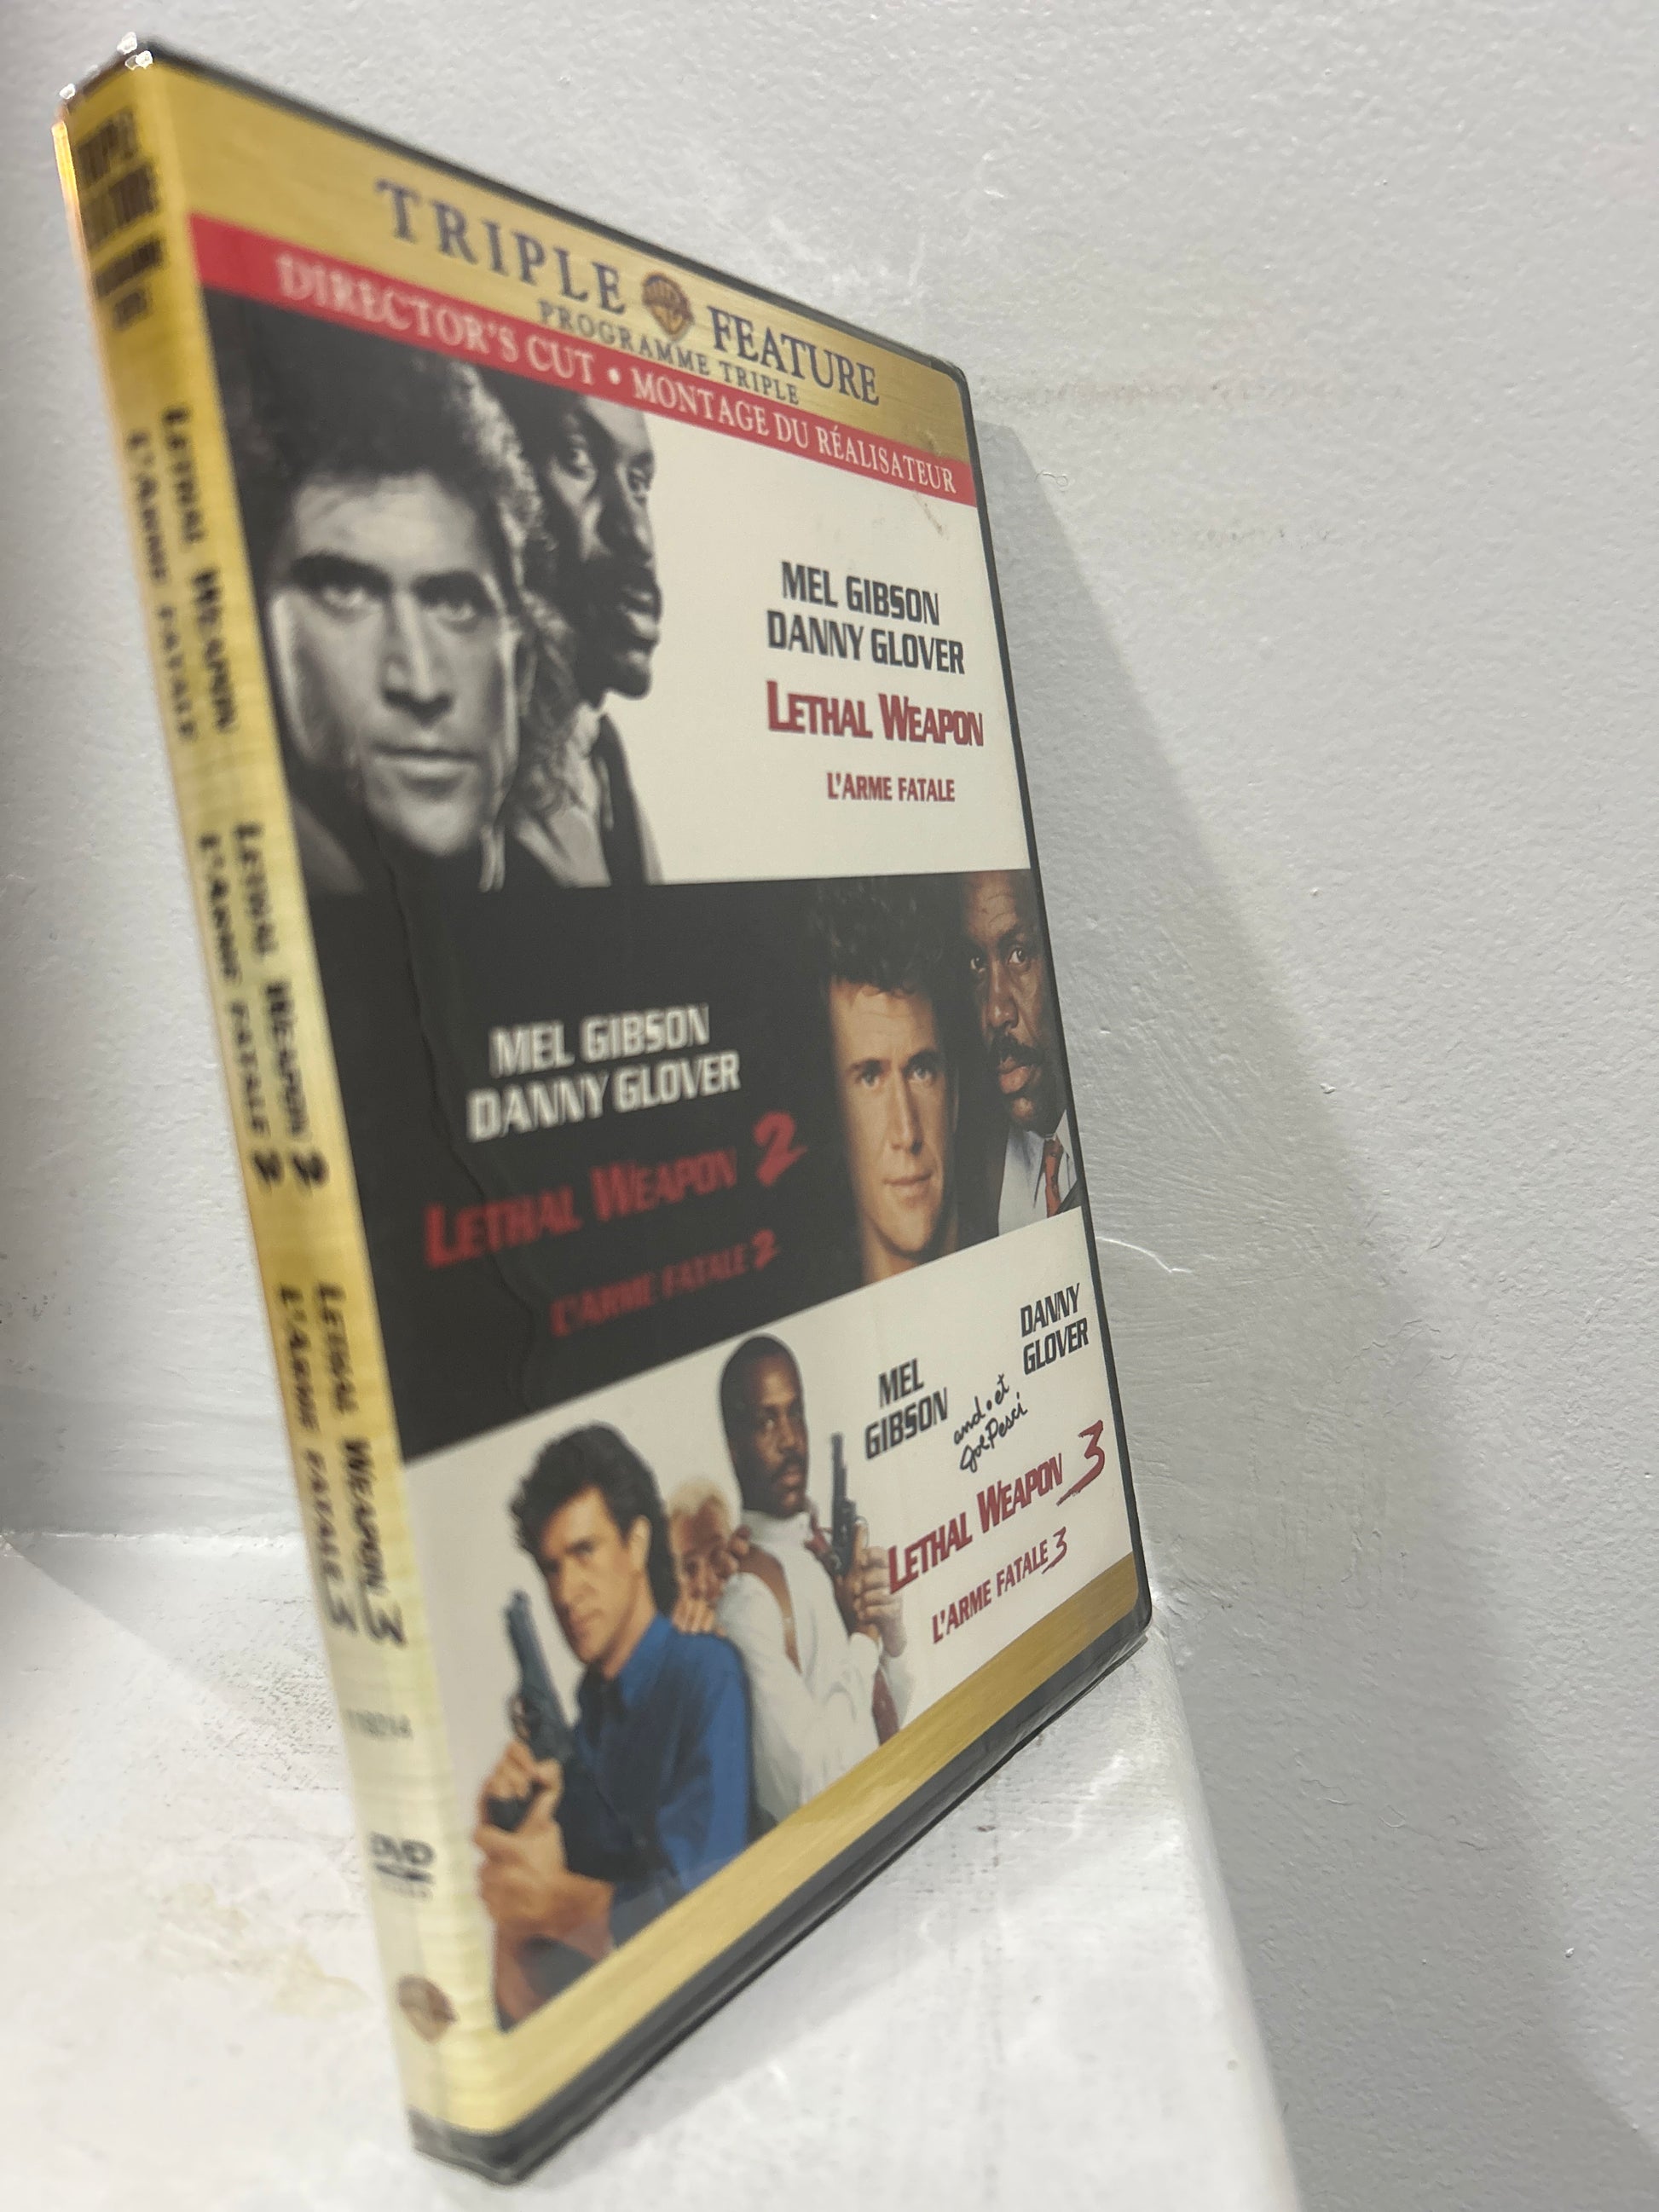 TRIPLE FEATURE
PROGRAMME TRIPLE
DIRECTOR'S CUT • MONTAGE DU RÉALISATEUR
MEL GIBSON
DANNY GLOVER
LETHAL WEAPON
L'ARME FATALE
MEL GIBSON
DANNY GLOVER
LETHAL WEAPON 2
L'ARME FATALE 2
MEL
GIBSON
and • et
Joe Pesci
DANNY
GLOVER
LETHAL WEAPON 3
L'ARME FATALE 3
TRIPLE
FEATURE
LETHAL WEAPON
L'ARME FATALE
LETHAL WEAPON 2
L'ARME FATALE 2
LETHAL WEAPON 3
L'ARME FATALE 3
DVD